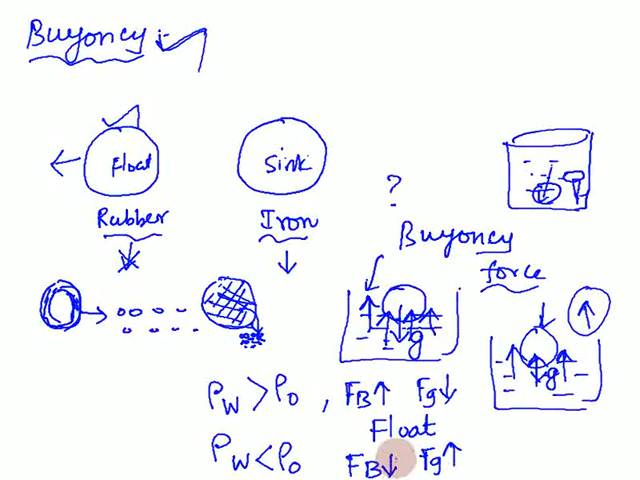 Buyoncy :-
Float
Sink
Rubber
Iron
?
Buyoncy
force
g
g
ρw > ρo , FB↑ Fg↓
Float
ρw < ρo FB↓ Fg↑